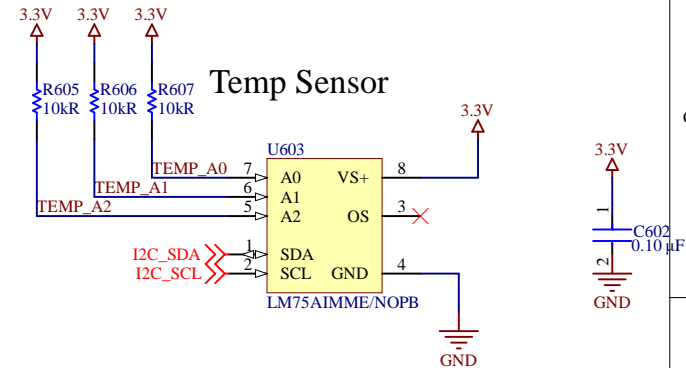 3.3V 3.3V 3.3V
R605 R606 R607
10kR 10kR 10kR
Temp Sensor
3.3V
3.3V
U603
TEMP_A0 7 A0 VS+ 8
TEMP_A1 6 A1
TEMP_A2 5 A2 OS 3
I2C_SDA 1 SDA
I2C_SCL 2 SCL GND 4
LM75AIMME/NOPB
GND
1
C602
0.10 µF
2
GND